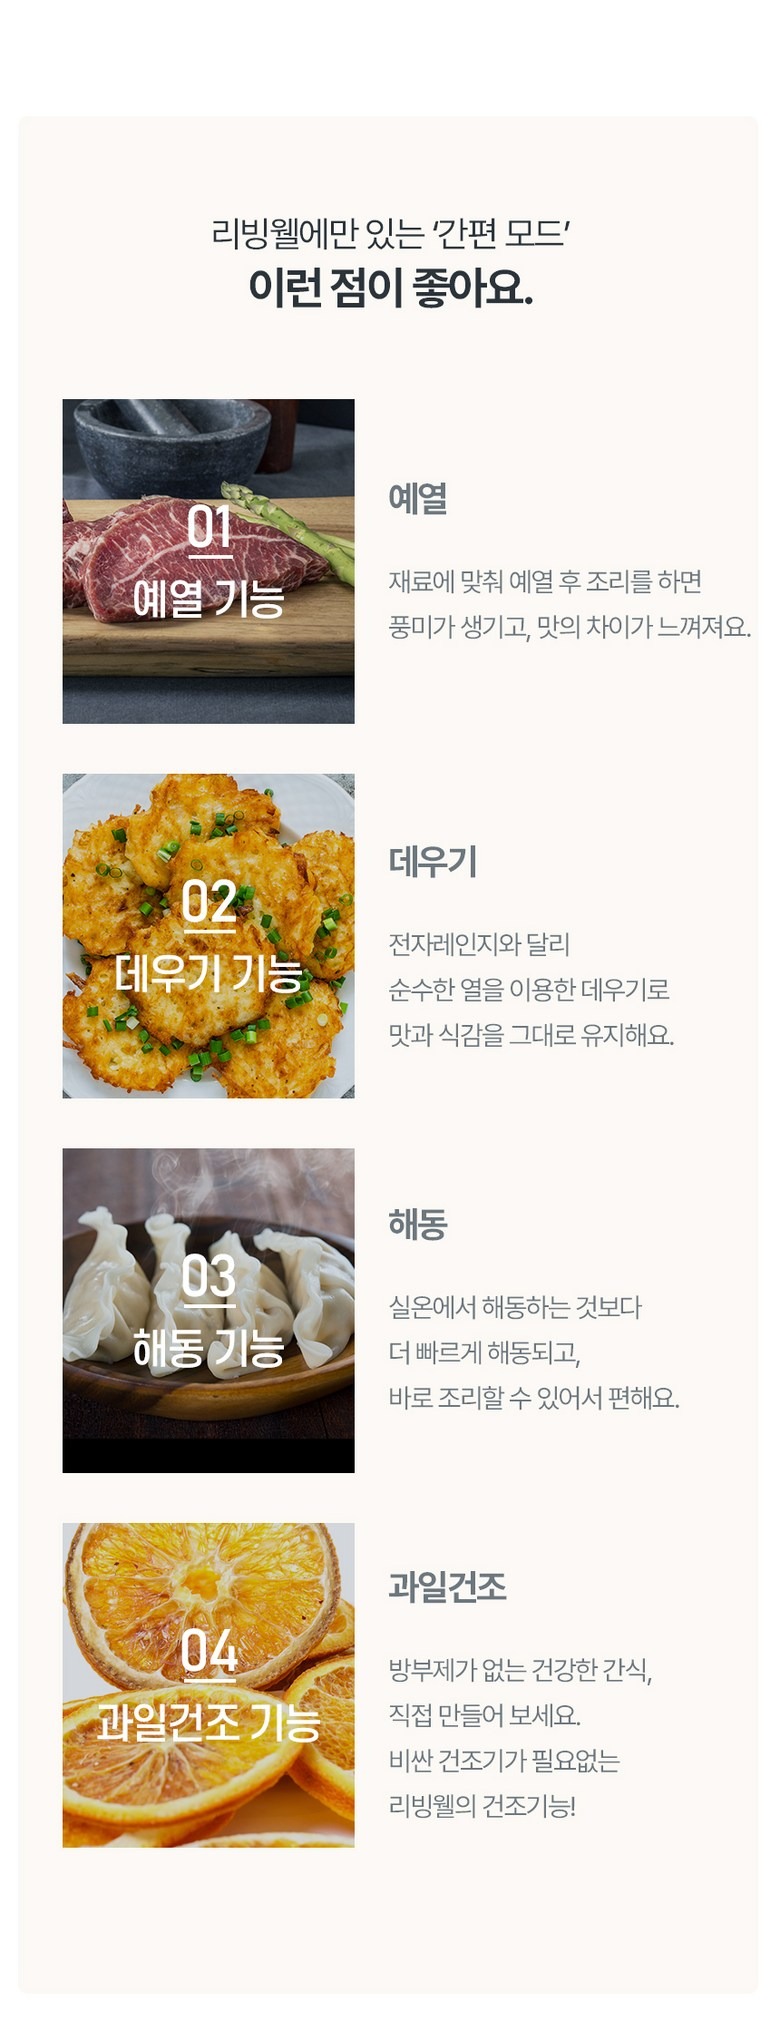 리빙웰에만 있는 ‘간편 모드’
이런 점이 좋아요.
01
예열 기능
예열
재료에 맞춰 예열 후 조리를 하면
풍미가 생기고, 맛의 차이가 느껴져요.
02
데우기 기능
데우기
전자레인지와 달리
순수한 열을 이용한 데우기로
맛과 식감을 그대로 유지해요.
03
해동 기능
해동
실온에서 해동하는 것보다
더 빠르게 해동되고,
바로 조리할 수 있어서 편해요.
04
과일건조 기능
과일건조
방부제가 없는 건강한 간식,
직접 만들어 보세요.
비싼 건조기가 필요없는
리빙웰의 건조기능!